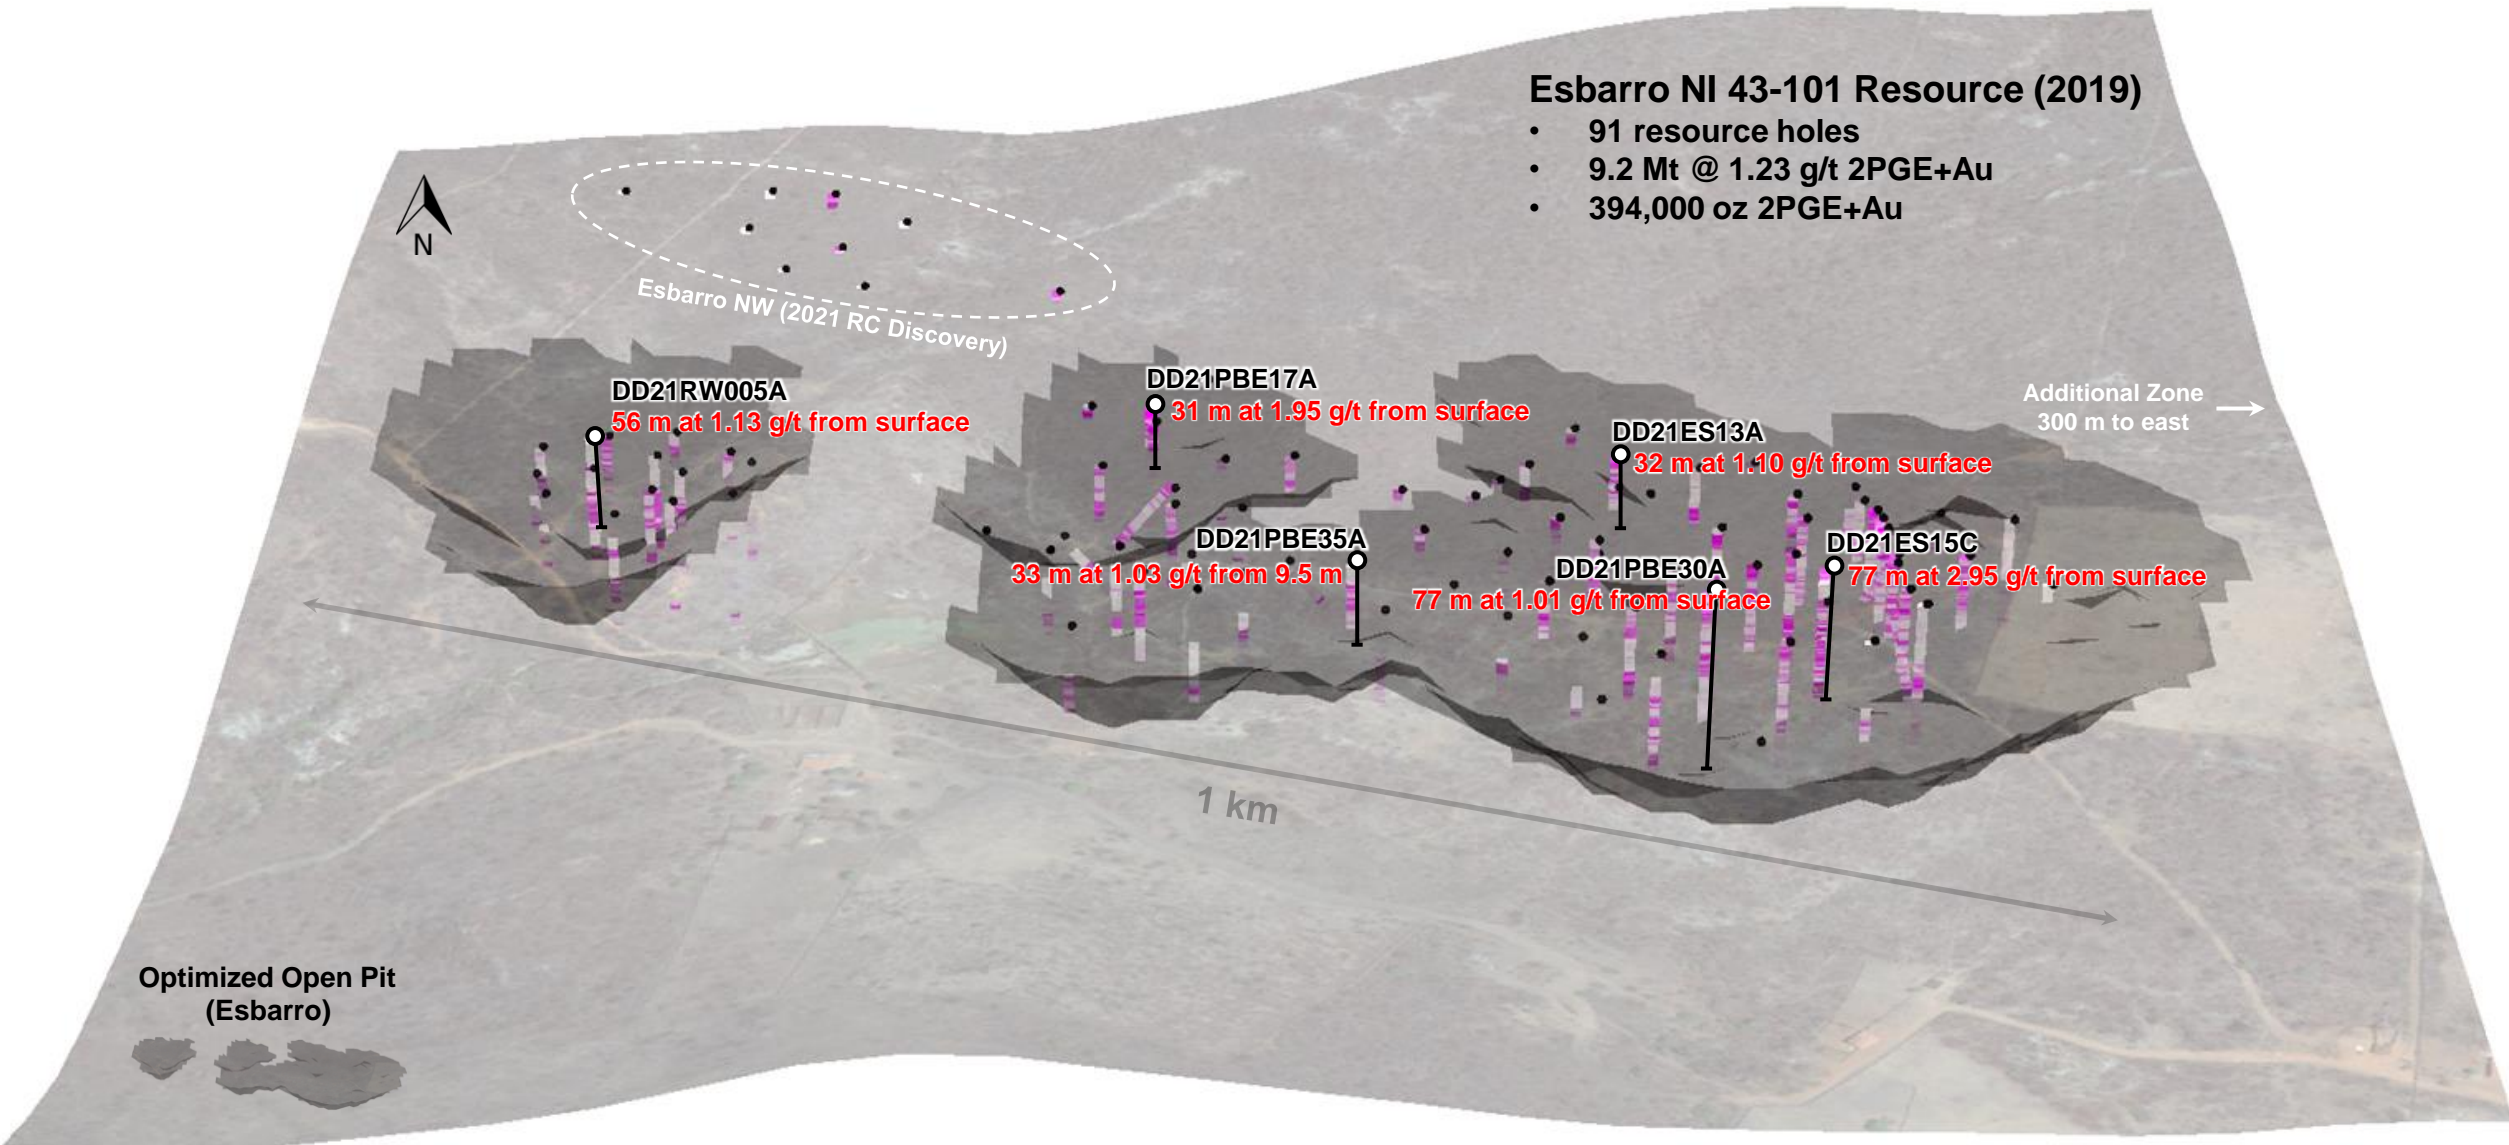 Esbarro NI 43-101 Resource (2019)
• 91 resource holes
• 9.2 Mt @ 1.23 g/t 2PGE+Au
• 394,000 oz 2PGE+Au
N
Esbarro NW (2021 RC Discovery)
DD21RW005A
56 m at 1.13 g/t from surface
DD21PBE17A
31 m at 1.95 g/t from surface
DD21ES13A
32 m at 1.10 g/t from surface
Additional Zone
300 m to east
DD21PBE35A
33 m at 1.03 g/t from 9.5 m
DD21PBE30A
77 m at 1.01 g/t from surface
DD21ES15C
77 m at 2.95 g/t from surface
1 km
Optimized Open Pit
(Esbarro)